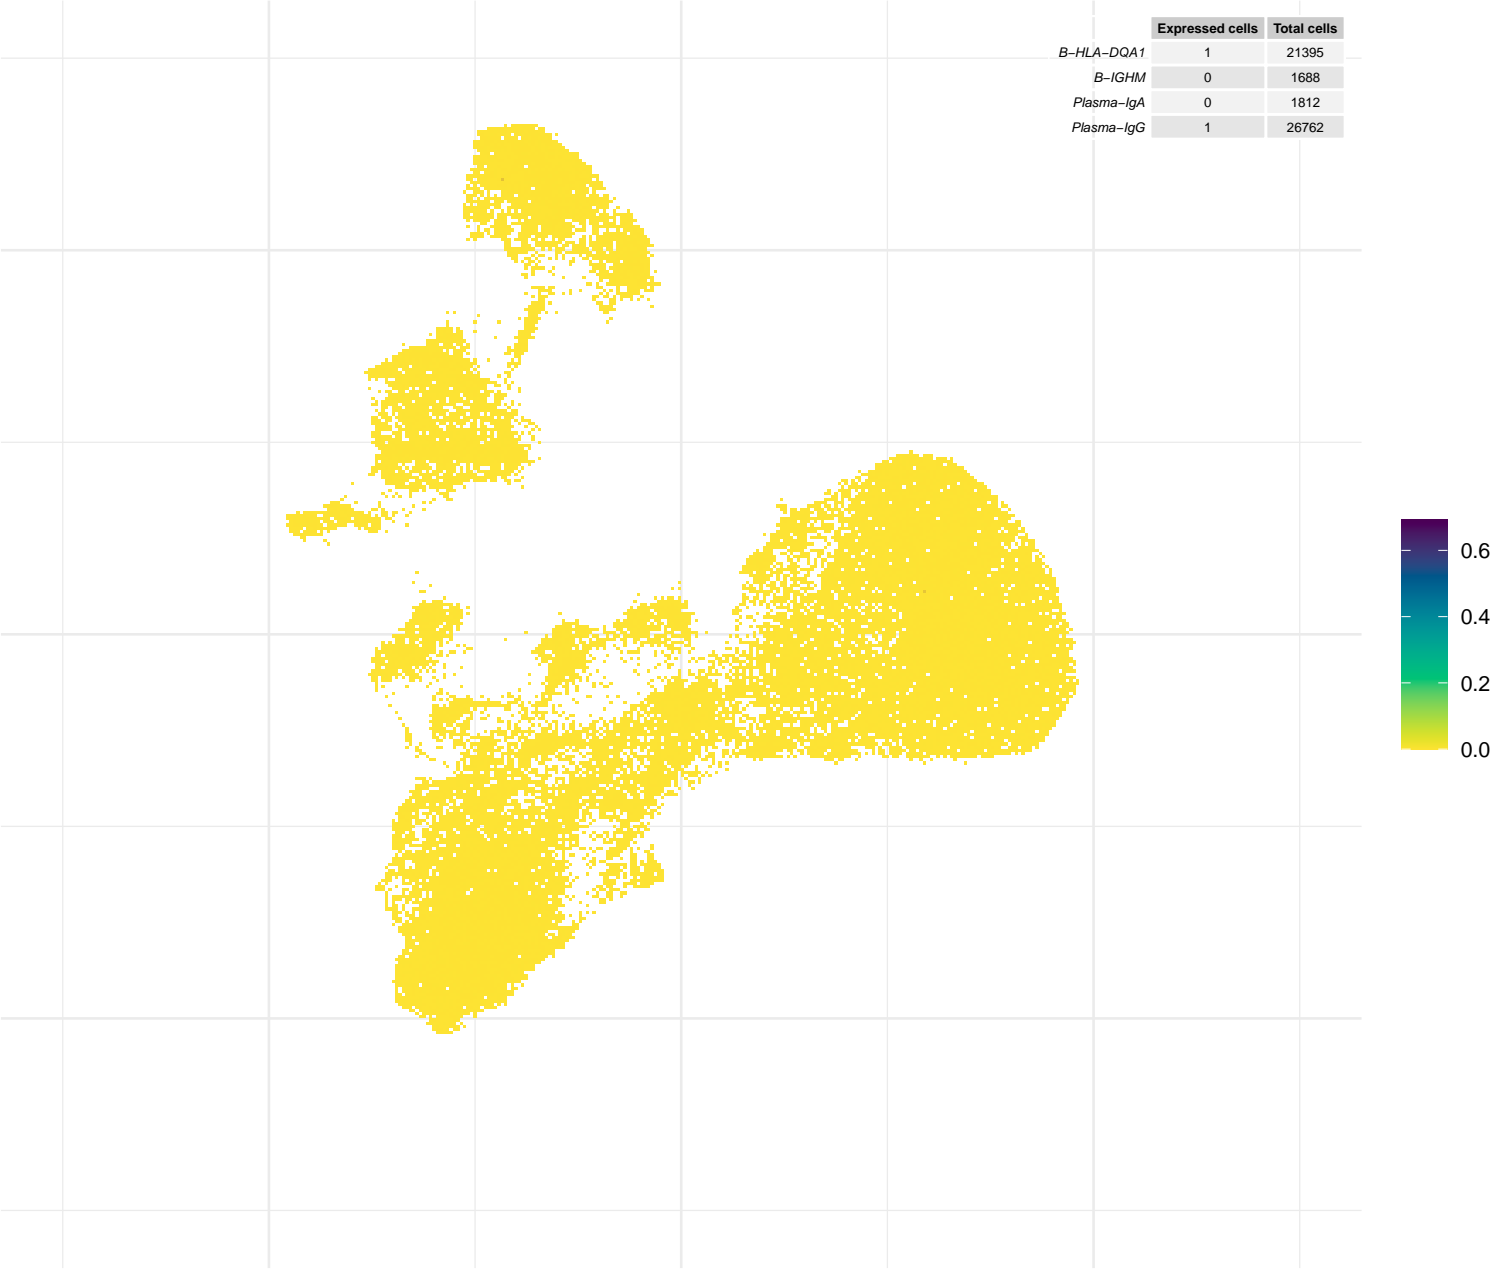 Expressed cells Total cells
B−HLA−DQA1 1 21395
B−IGHM 0 1688
Plasma−IgA 0 1812
Plasma−IgG 1 26762
0.6
0.4
0.2
0.0